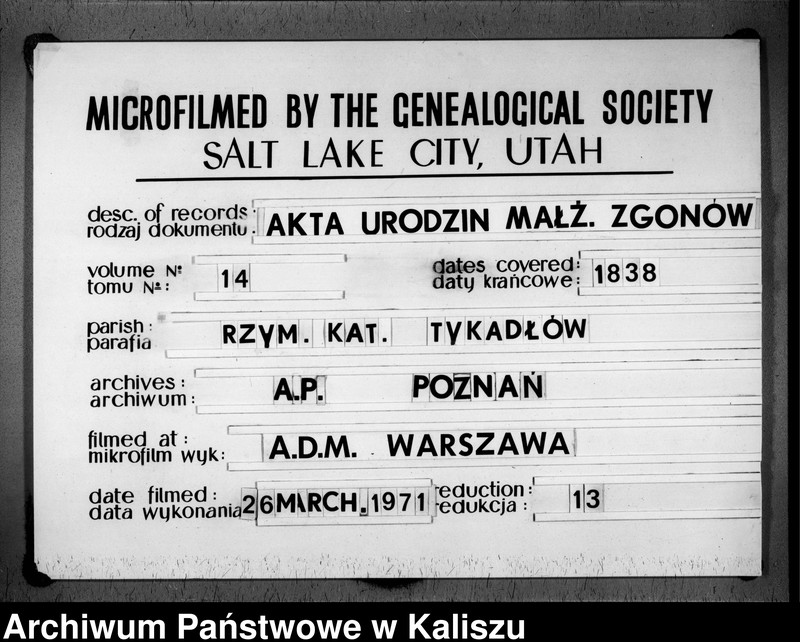 MICROFILMED BY THE GENEALOGICAL SOCIETY
SALT LAKE CITY, UTAH
desc. of records: AKTA URODZIN MAŁŻ. ZGONÓW
rodzaj dokumentu:
volume №: 14 dates covered: 1838
tomu №: daty krańcowe:
parish: RZYM. KAT. TYKADŁÓW
parafia
archives: A.P. POZNAŃ
archiwum:
filmed at: A.D.M. WARSZAWA
mikrofilm wyk:
date filmed: 26 MARCH. 1971 reduction: 13
data wykonania redukcja:
Archiwum Państwowe w Kaliszu